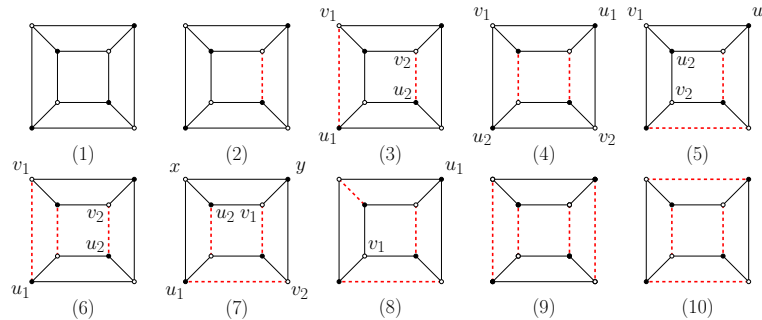 v₁ v₁ u₁ v₁ u
v₂ u₂
u₂ v₂
u₁ u₂ v₂
(1) (2) (3) (4) (5)
v₁ x y u₁
v₂ u₂ v₁
u₂ v₁
u₁ u₁ v₂
(6) (7) (8) (9) (10)